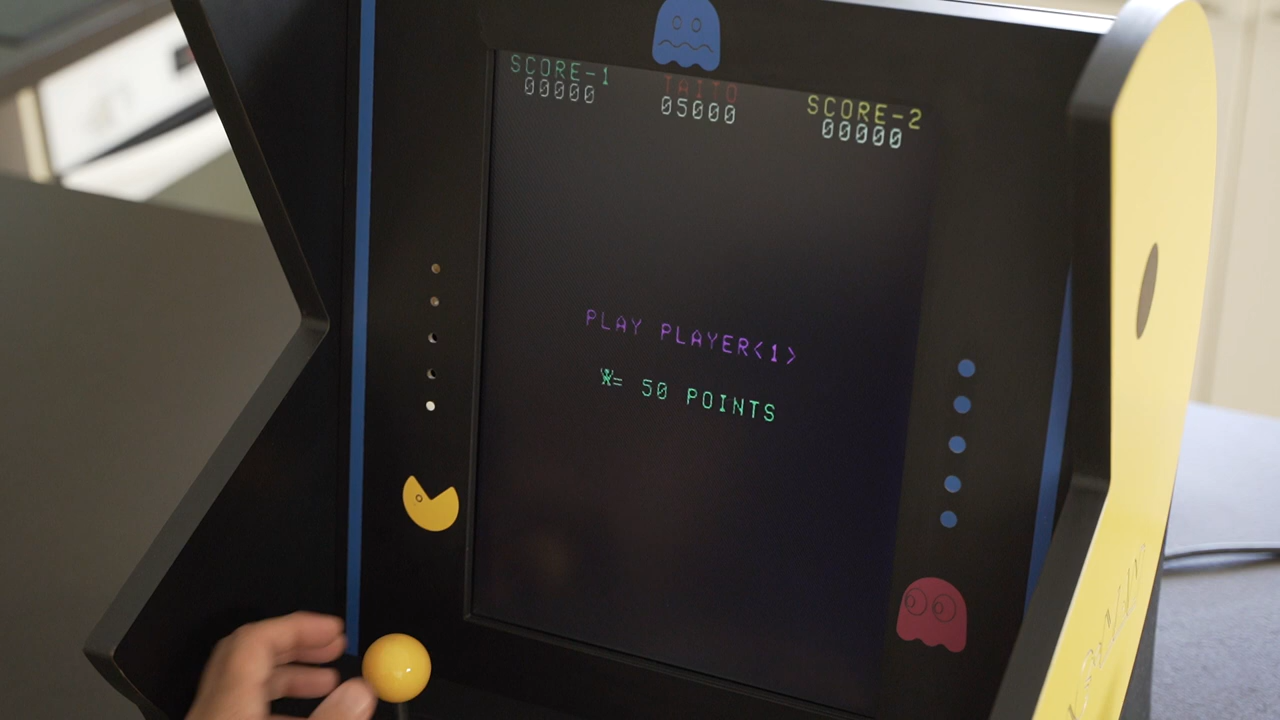 SCORE-1
00000
TAITO
05000
SCORE-2
00000
PLAY PLAYER<1>
= 50 POINTS